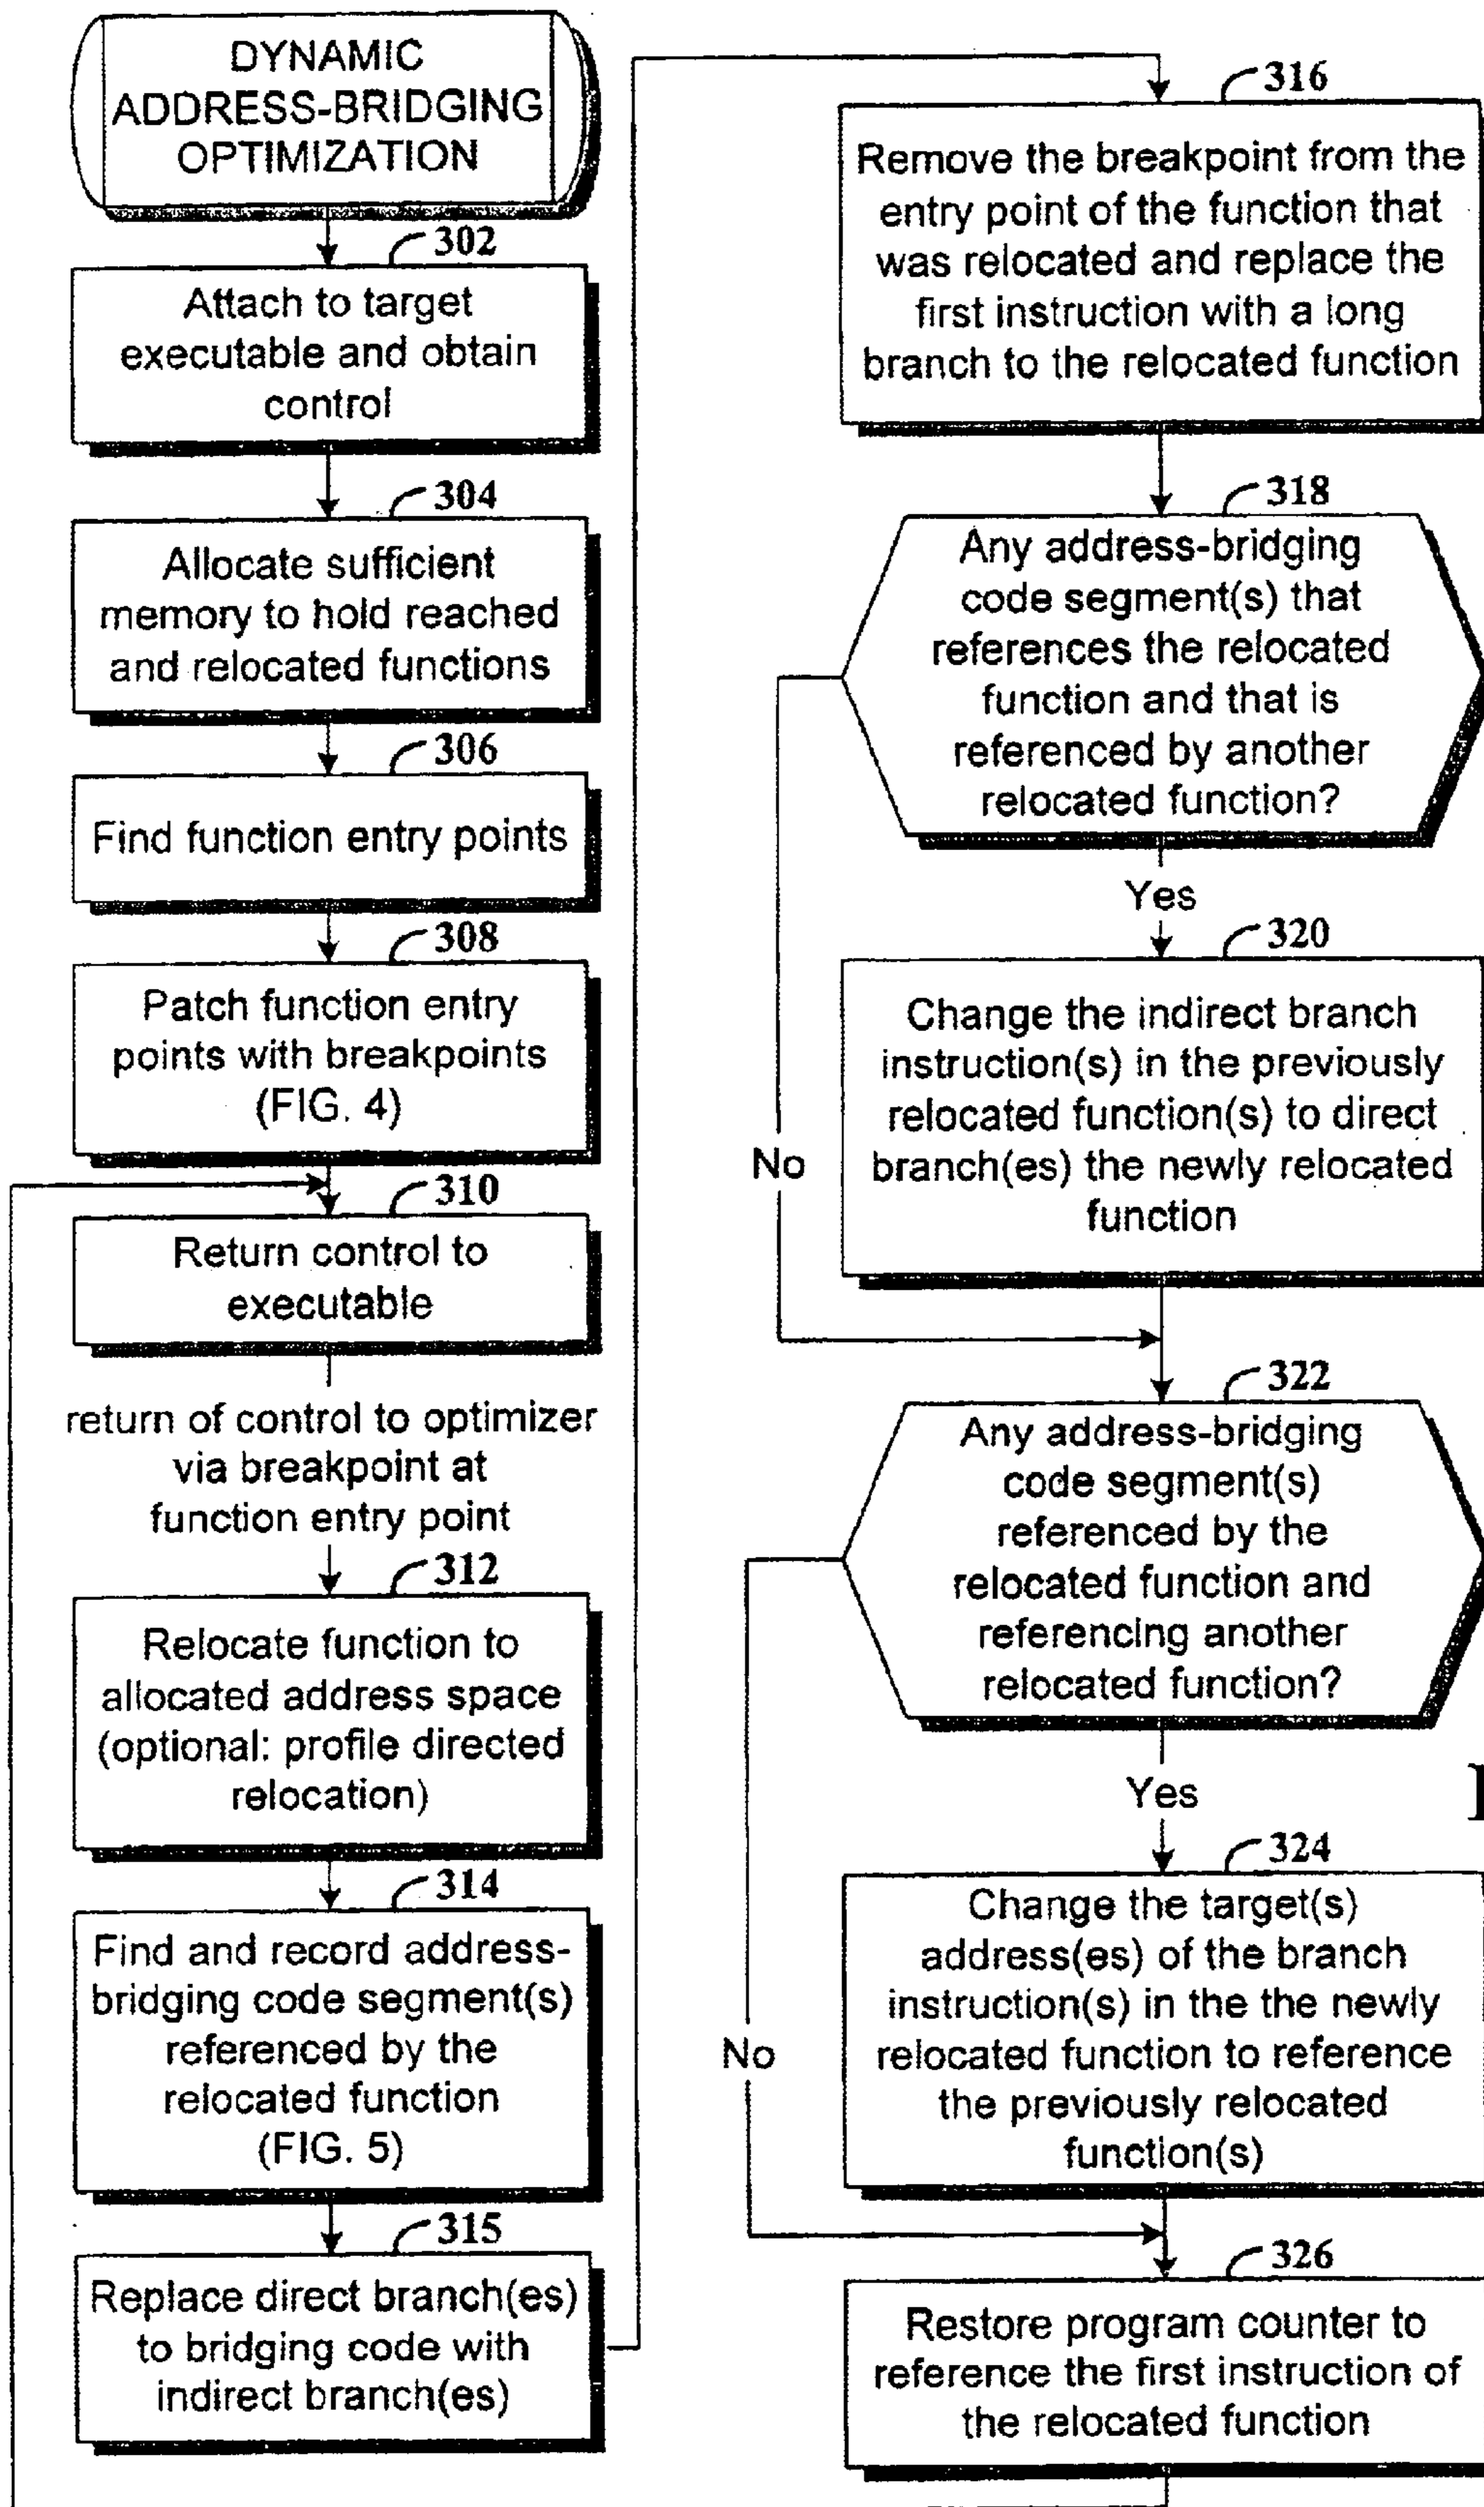 DYNAMIC
ADDRESS-BRIDGING
OPTIMIZATION
302
Attach to target
executable and obtain
control
304
Allocate sufficient
memory to hold reached
and relocated functions
306
Find function entry points
308
Patch function entry
points with breakpoints
(FIG. 4)
310
Return control to
executable
return of control to optimizer
via breakpoint at
function entry point
312
Relocate function to
allocated address space
(optional: profile directed
relocation)
314
Find and record address-
bridging code segment(s)
referenced by the
relocated function
(FIG. 5)
315
Replace direct branch(es)
to bridging code with
indirect branch(es)
316
Remove the breakpoint from the
entry point of the function that
was relocated and replace the
first instruction with a long
branch to the relocated function
318
Any address-bridging
code segment(s) that
references the relocated
function and that is
referenced by another
relocated function?
Yes
No
320
Change the indirect branch
instruction(s) in the previously
relocated function(s) to direct
branch(es) the newly relocated
function
322
Any address-bridging
code segment(s)
referenced by the
relocated function and
referencing another
relocated function?
Yes
No
324
Change the target(s)
address(es) of the branch
instruction(s) in the the newly
relocated function to reference
the previously relocated
function(s)
326
Restore program counter to
reference the first instruction of
the relocated function